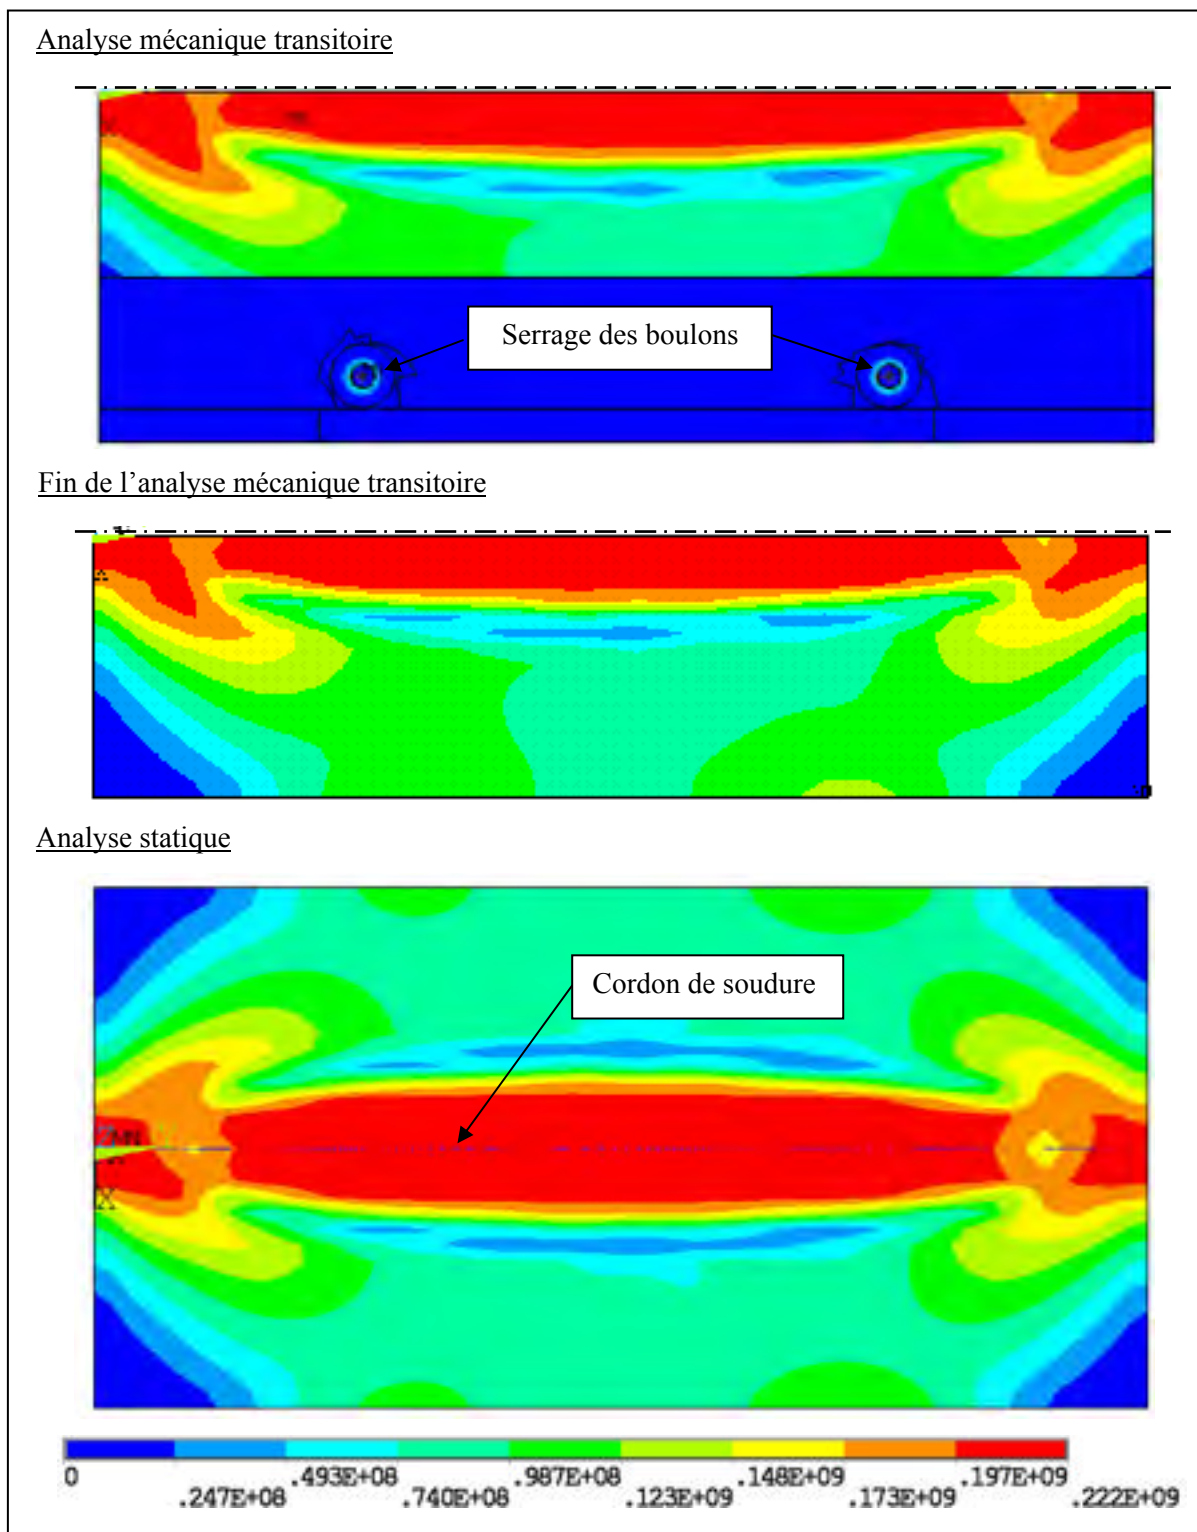 Analyse mécanique transitoire
Serrage des boulons
Fin de l’analyse mécanique transitoire
Analyse statique
Cordon de soudure
MN
X
0 .493E+08 .987E+08 .148E+09 .197E+09
.247E+08 .740E+08 .123E+09 .173E+09 .222E+09